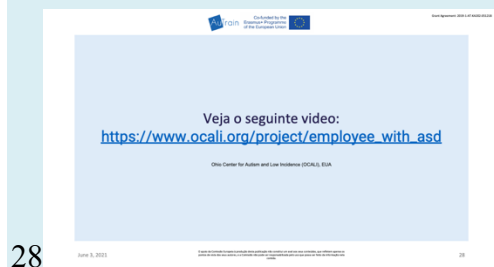 AuTrain
Co-funded by the
Erasmus+ Programme
of the European Union
Veja o seguinte video:
https://www.ocali.org/project/employee_with_asd
Ohio Center for Autism and Low Incidence (OCALI), EUA
June 3, 2021
28
28